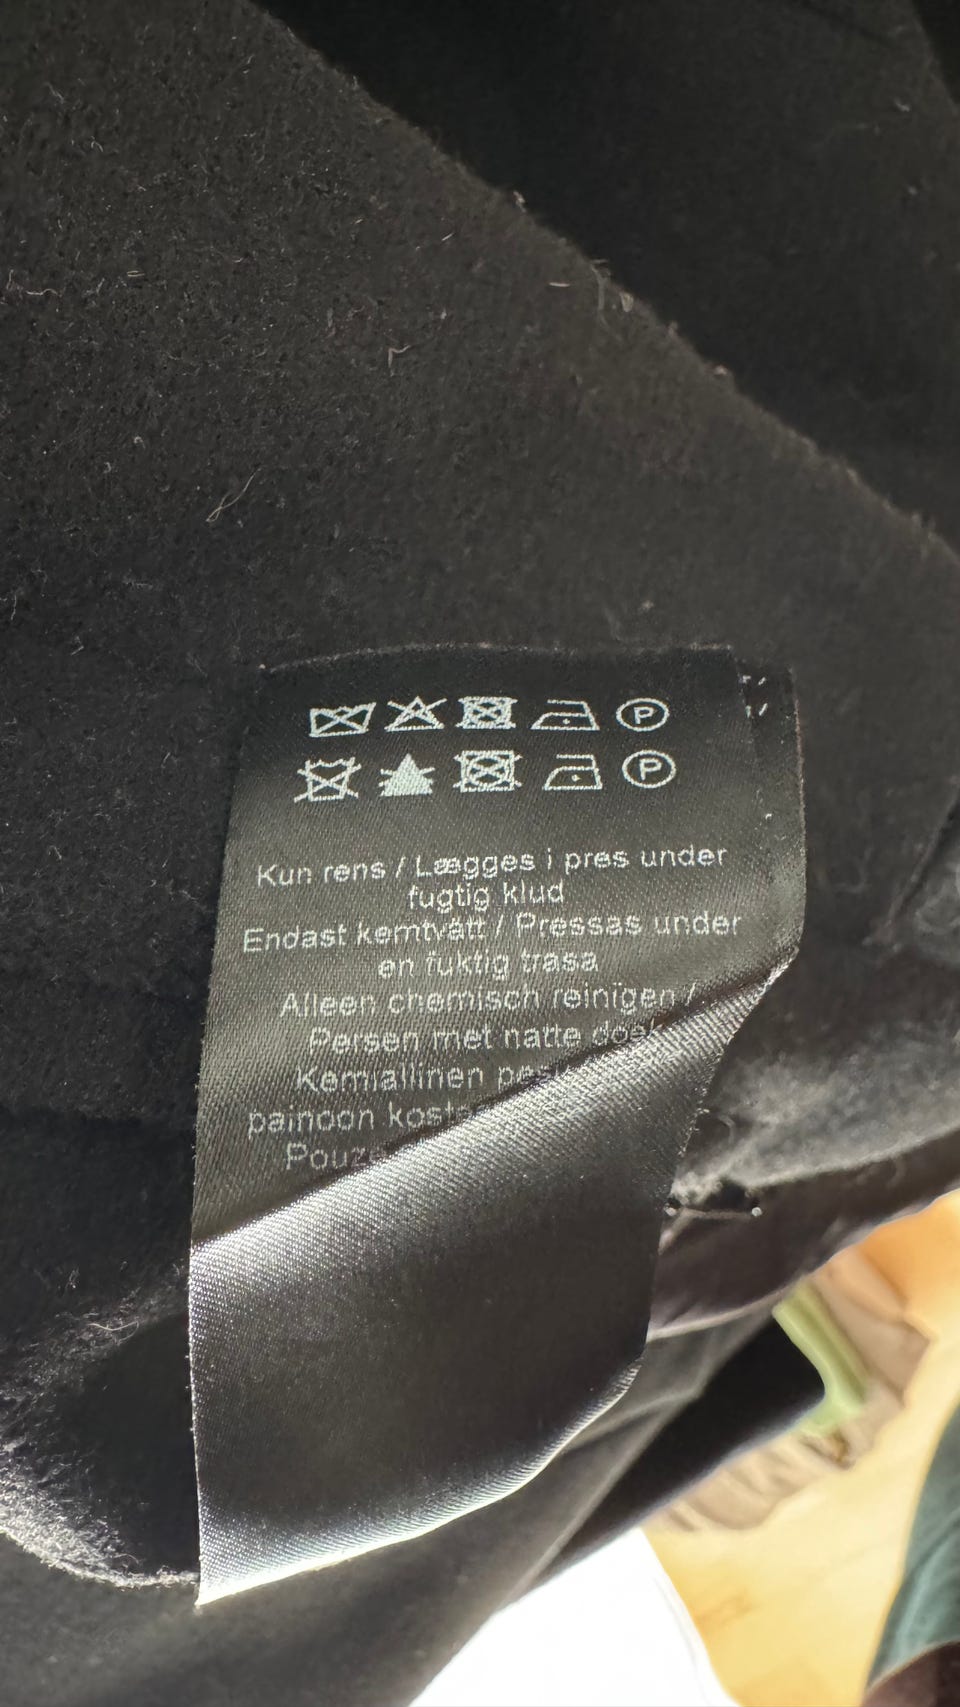 P
P
Kun rens / Lægges i pres under
fugtig klud
Endast kemtvätt / Pressas under
en fuktig trasa
Alleen chemisch reinigen /
Persen met natte doek
Kemiallinen
painoon